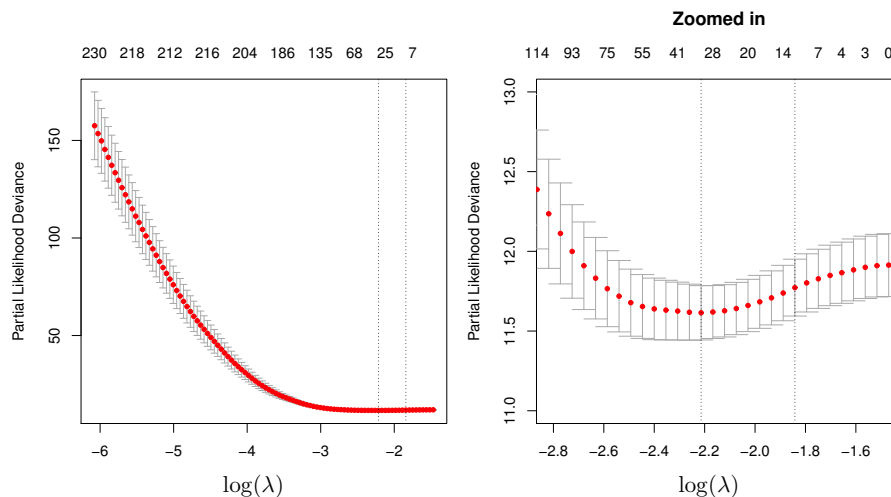 Zoomed in
230 218 212 216 204 186 135 68 25 7
114 93 75 55 41 28 20 14 7 4 3 0
Partial Likelihood Deviance
150
100
50
−6 −5 −4 −3 −2
log(λ)
Partial Likelihood Deviance
13.0
12.5
12.0
11.5
11.0
−2.8 −2.6 −2.4 −2.2 −2.0 −1.8 −1.6
log(λ)